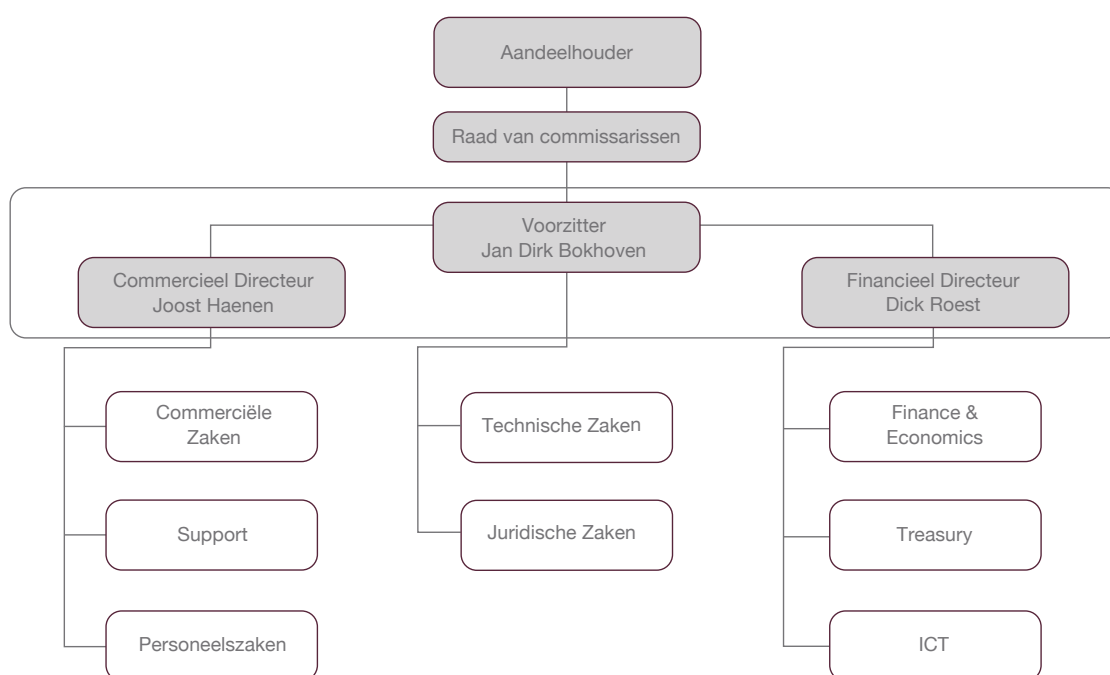 Aandeelhouder
Raad van commissarissen
Voorzitter
Jan Dirk Bokhoven
Commercieel Directeur
Joost Haenen
Financieel Directeur
Dick Roest
Commerciële
Zaken
Support
Personeelszaken
Technische Zaken
Juridische Zaken
Finance &
Economics
Treasury
ICT